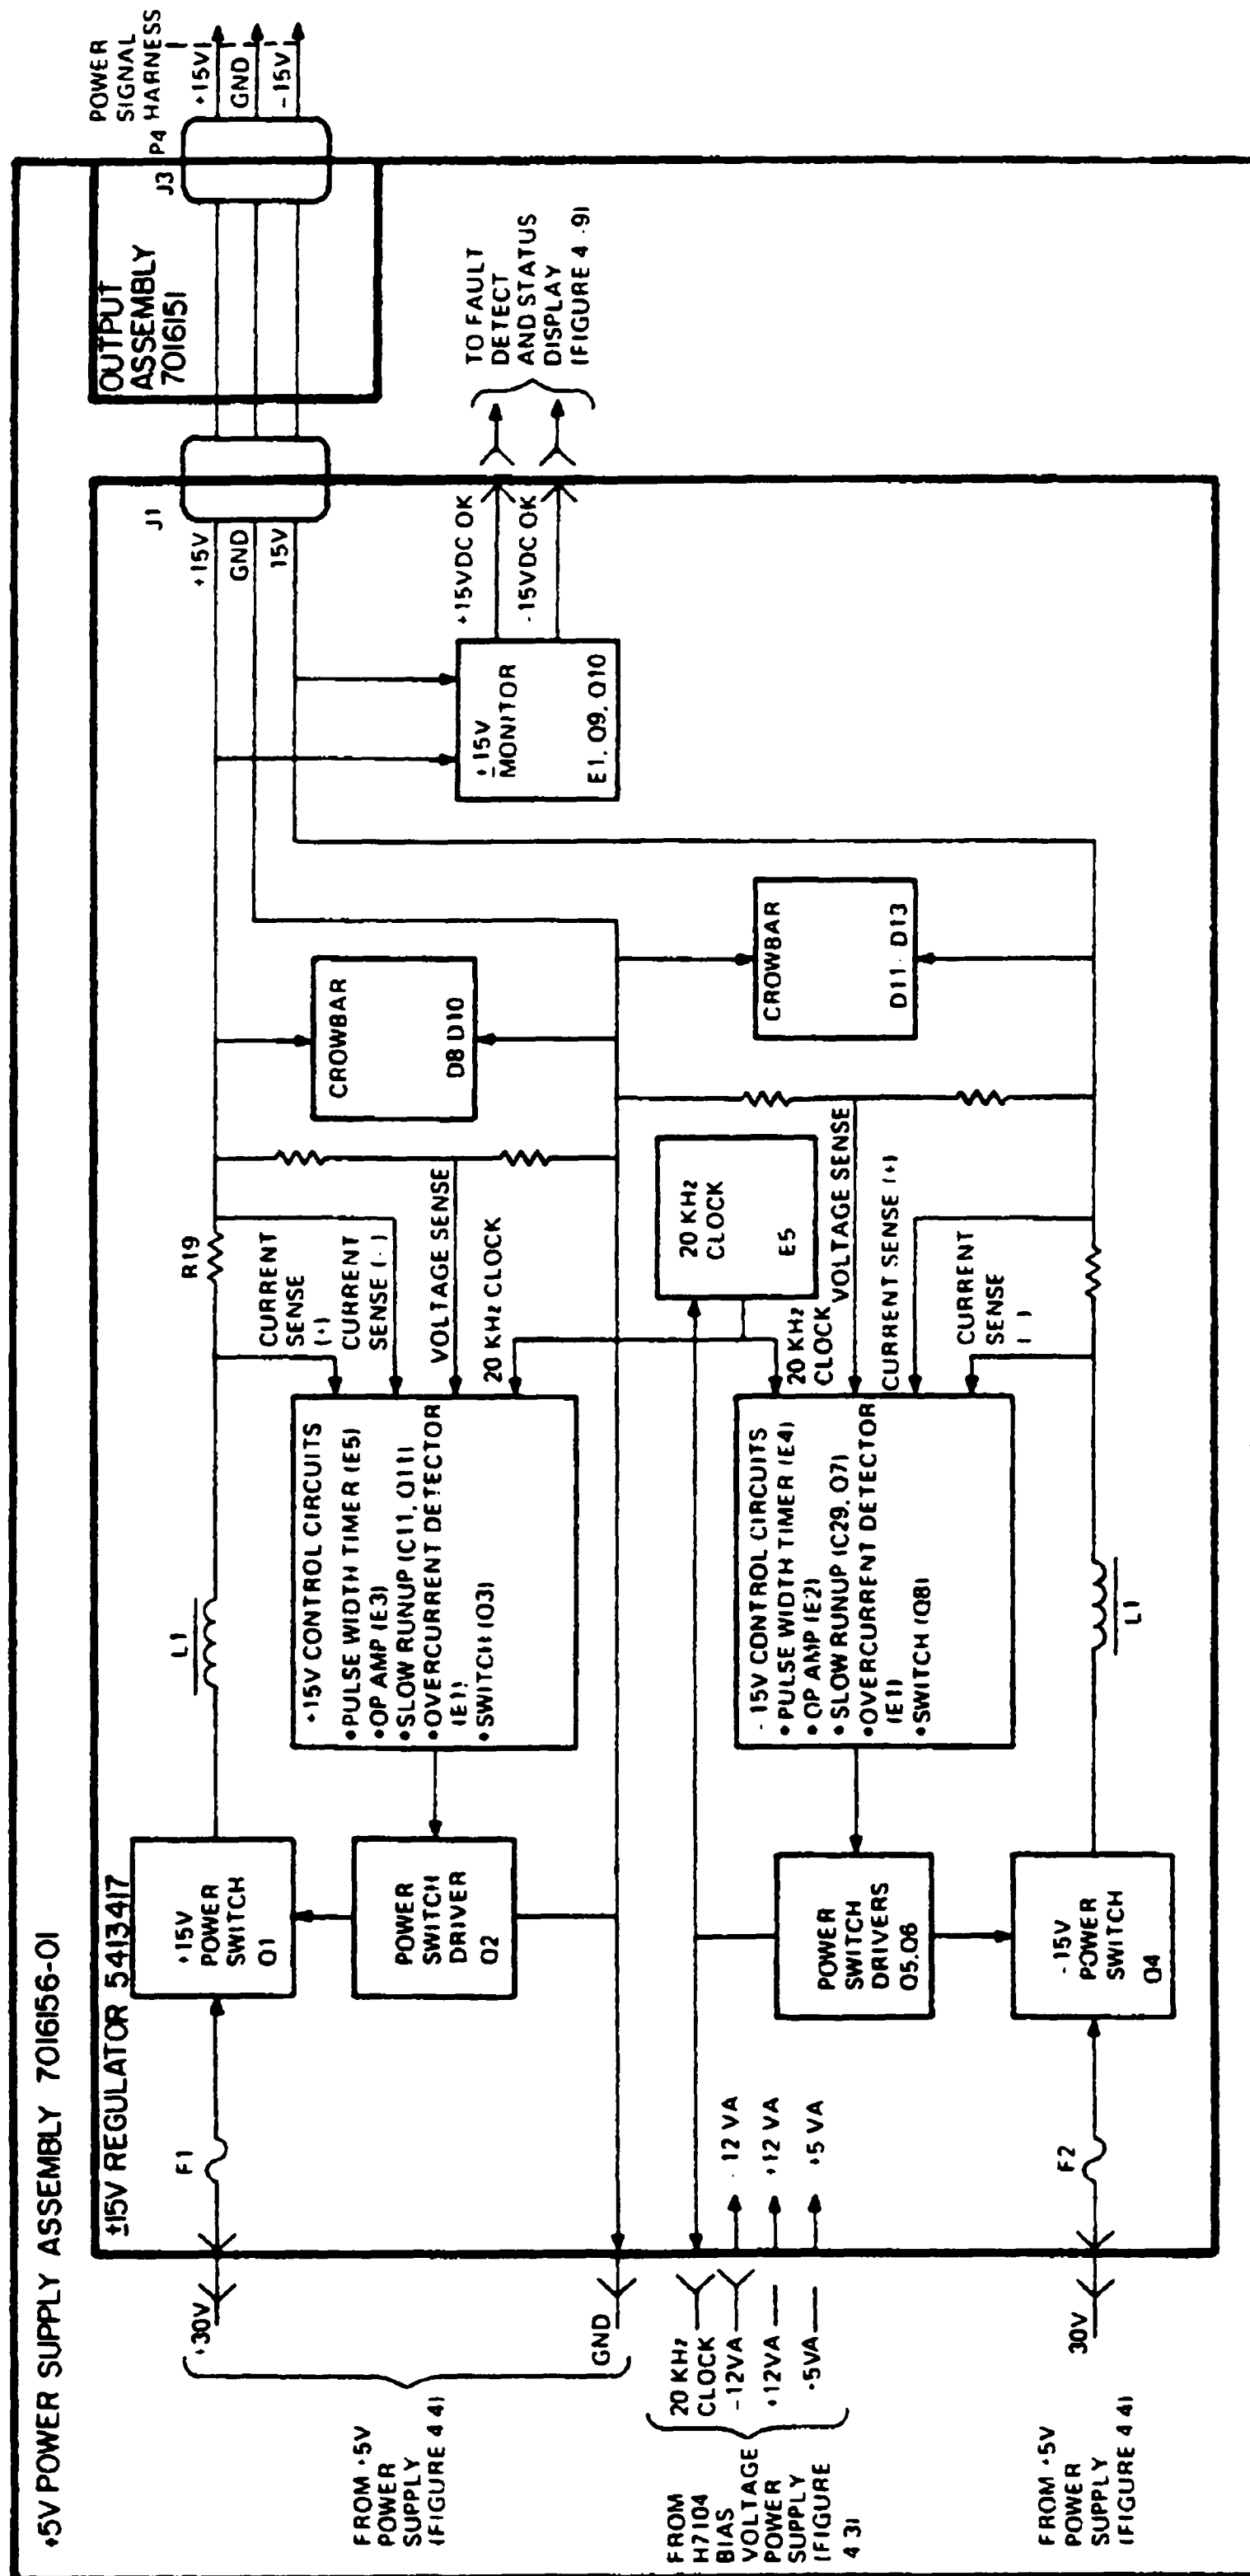 +5V POWER SUPPLY ASSEMBLY 7016156-01
±15V REGULATOR 5413417
FROM +5V
POWER
SUPPLY
(FIGURE 4 4)
+30V
GND
F1
+15V
POWER
SWITCH
Q1
POWER
SWITCH
DRIVER
Q2
L1
+15V CONTROL CIRCUITS
•PULSE WIDTH TIMER (E5)
•OP AMP (E3)
•SLOW RUNUP (C11, Q11)
•OVERCURRENT DETECTOR
(E1)
•SWITCH (Q3)
R19
CURRENT
SENSE
(+)
CURRENT
SENSE (-)
VOLTAGE SENSE
20 KHz CLOCK
CROWBAR
D8 D10
+15V
GND
15V
J1
±15V
MONITOR
E1, Q9, Q10
+15VDC OK
-15VDC OK
TO FAULT
DETECT
AND STATUS
DISPLAY
(FIGURE 4-9)
OUTPUT
ASSEMBLY
7016151
J3
P4
POWER
SIGNAL
HARNESS
+15V
GND
-15V
FROM
H7104
BIAS
VOLTAGE
POWER
SUPPLY
(FIGURE
4 3)
20 KHz
CLOCK
-12VA
+12VA
+5VA
-12 VA
+12 VA
+5 VA
20 KHz
CLOCK
E5
POWER
SWITCH
DRIVERS
Q5,Q6
-15V CONTROL CIRCUITS
•PULSE WIDTH TIMER (E4)
•OP AMP (E2)
•SLOW RUNUP (C29, Q7)
•OVERCURRENT DETECTOR
(E1)
•SWITCH (Q8)
20 KHz
CLOCK
VOLTAGE SENSE
CURRENT SENSE (+)
CURRENT
SENSE
(-)
CROWBAR
D11- D13
FROM +5V
POWER
SUPPLY
(FIGURE 4 4)
30V
F2
-15V
POWER
SWITCH
Q4
L1